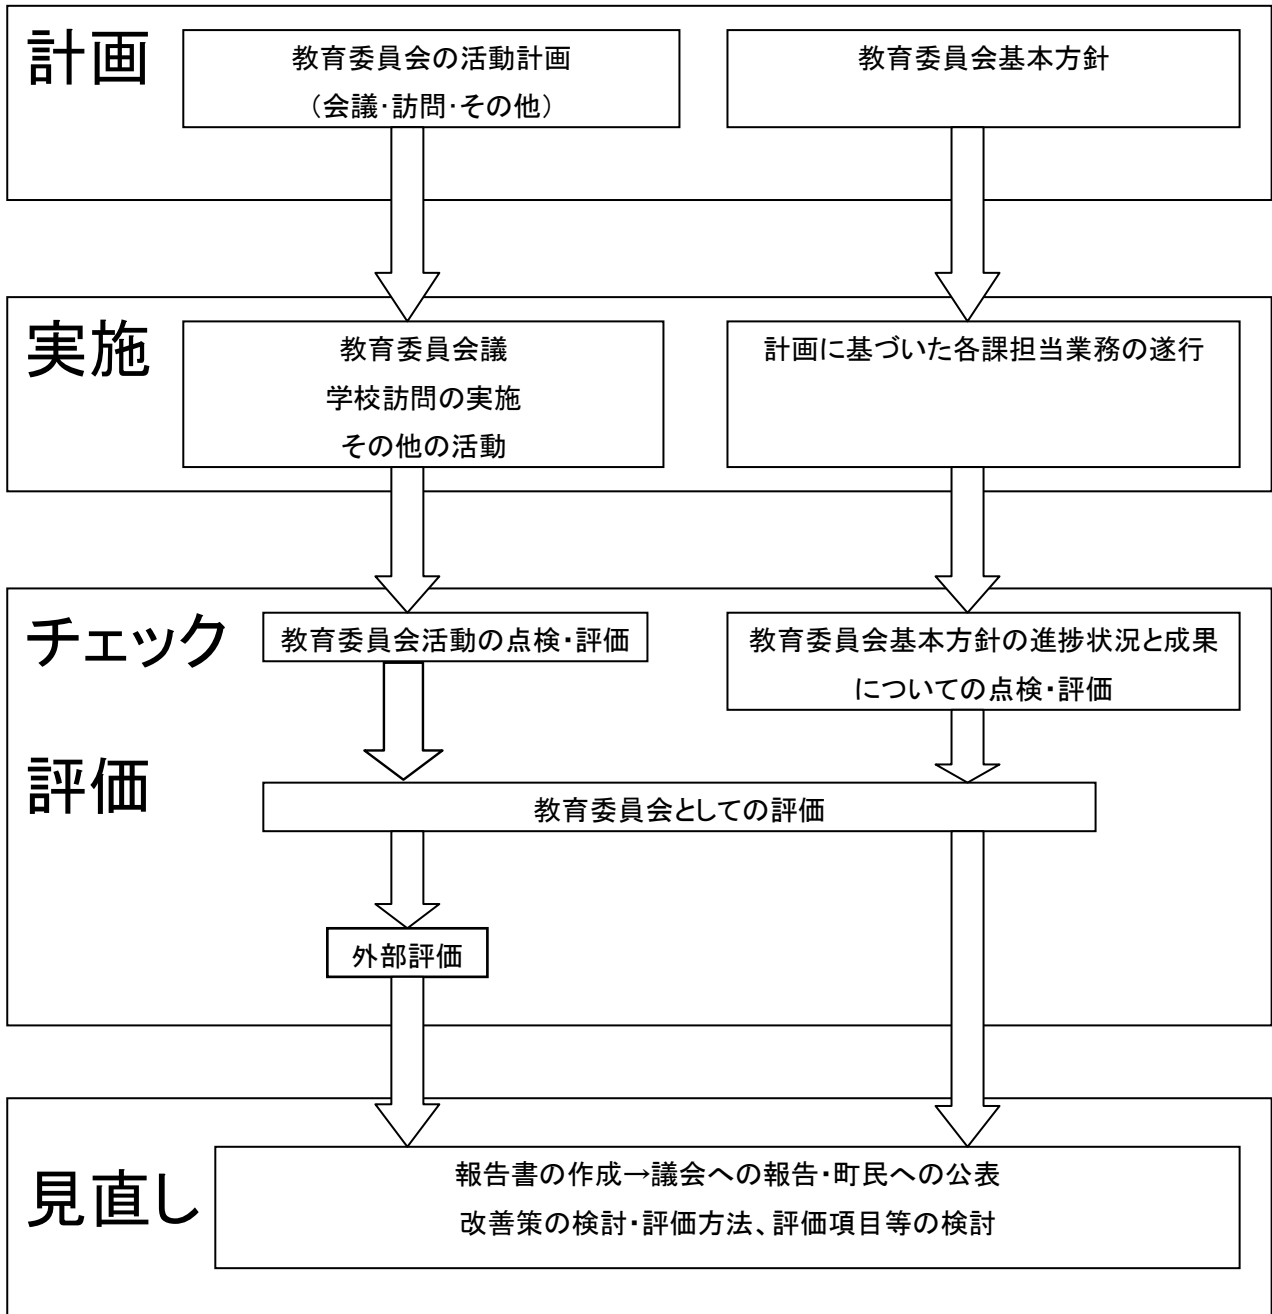 計画
教育委員会の活動計画
（会議・訪問・その他）
教育委員会基本方針
実施
教育委員会議
学校訪問の実施
その他の活動
計画に基づいた各課担当業務の遂行
チェック
教育委員会活動の点検・評価
教育委員会基本方針の進捗状況と成果
についての点検・評価
評価
教育委員会としての評価
外部評価
見直し
報告書の作成→議会への報告・町民への公表
改善策の検討・評価方法、評価項目等の検討